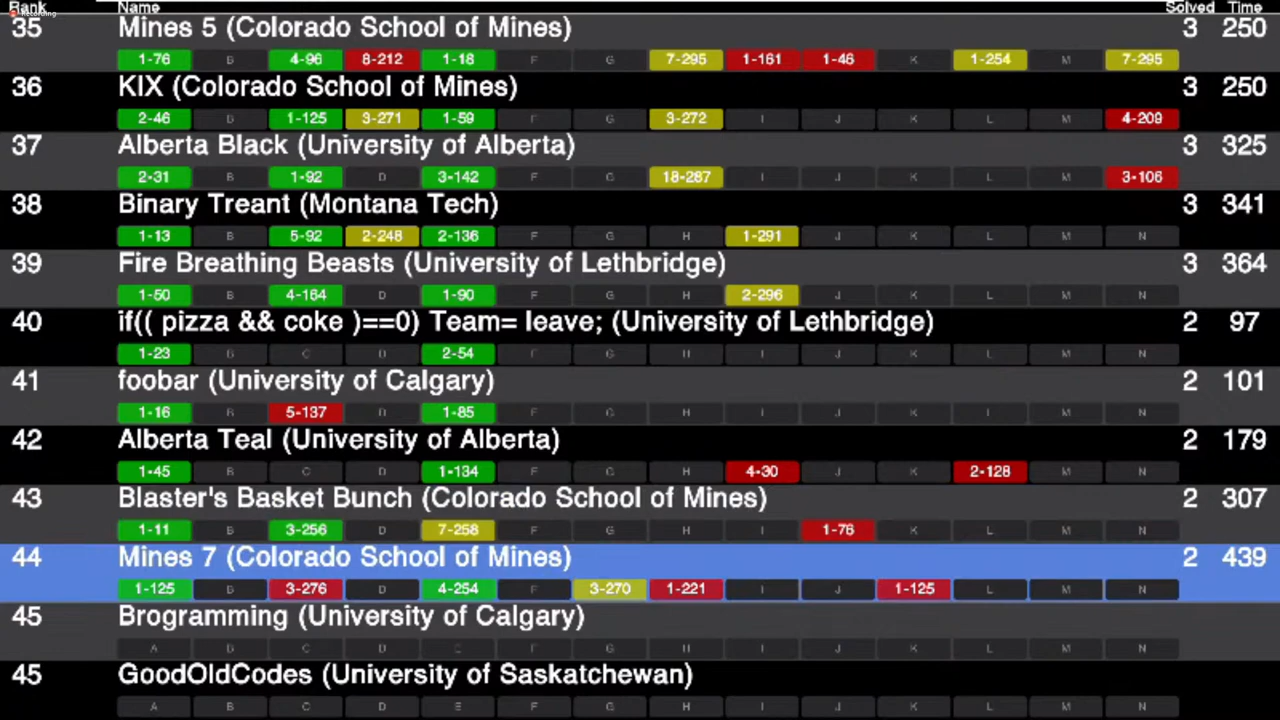 Rank Name Solved Time
Recording
35 Mines 5 (Colorado School of Mines) 3 250
1-76 B 4-96 8-212 1-18 F G 7-295 1-161 1-46 K 1-254 M 7-295
36 KIX (Colorado School of Mines) 3 250
2-46 B 1-125 3-271 1-59 F G 3-272 I J K L M 4-209
37 Alberta Black (University of Alberta) 3 325
2-31 B 1-92 D 3-142 F G 18-287 I J K L M 3-106
38 Binary Treant (Montana Tech) 3 341
1-13 B 5-92 2-248 2-136 F G H 1-291 J K L M N
39 Fire Breathing Beasts (University of Lethbridge) 3 364
1-50 B 4-164 D 1-90 F G H 2-296 J K L M N
40 if(( pizza && coke )==0) Team= leave; (University of Lethbridge) 2 97
1-23 B C D 2-54 F G H I J K L M N
41 foobar (University of Calgary) 2 101
1-16 B 5-137 D 1-85 F G H I J K L M N
42 Alberta Teal (University of Alberta) 2 179
1-45 B C D 1-134 F G H 4-30 J K 2-128 M N
43 Blaster's Basket Bunch (Colorado School of Mines) 2 307
1-11 B 3-256 D 7-258 F G H I 1-76 K L M N
44 Mines 7 (Colorado School of Mines) 2 439
1-125 B 3-276 D 4-254 F 3-270 1-221 I J 1-125 L M N
45 Brogramming (University of Calgary)
A B C D E F G H I J K L M N
45 GoodOldCodes (University of Saskatchewan)
A B C D E F G H I J K L M N